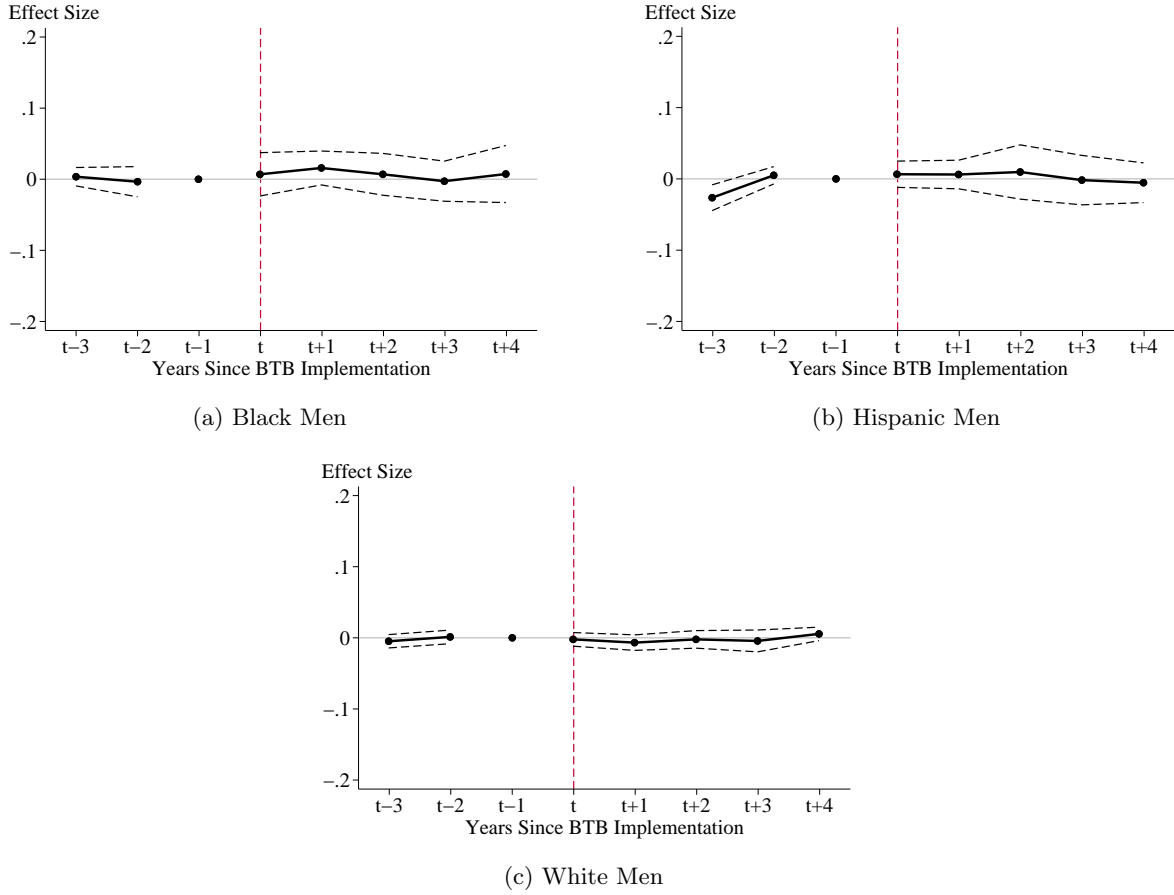 Effect Size
.2
.1
0
−.1
−.2
t−3 t−2 t−1 t t+1 t+2 t+3 t+4
Years Since BTB Implementation
(a) Black Men
Effect Size
.2
.1
0
−.1
−.2
t−3 t−2 t−1 t t+1 t+2 t+3 t+4
Years Since BTB Implementation
(b) Hispanic Men
Effect Size
.2
.1
0
−.1
−.2
t−3 t−2 t−1 t t+1 t+2 t+3 t+4
Years Since BTB Implementation
(c) White Men